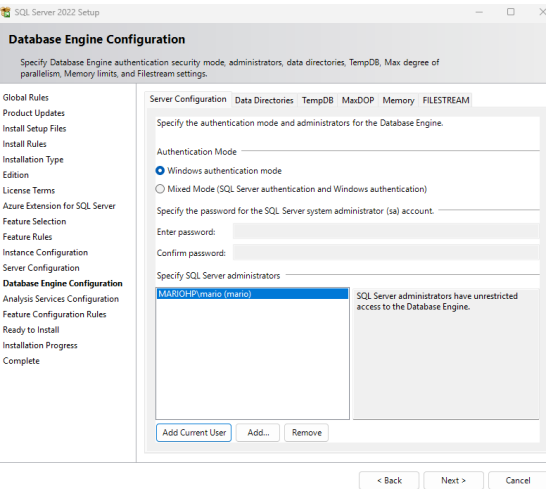 SQL Server 2022 Setup
Database Engine Configuration
Specify Database Engine authentication security mode, administrators, data directories, TempDB, Max degree of
parallelism, Memory limits, and Filestream settings.
Global Rules
Product Updates
Install Setup Files
Install Rules
Installation Type
Edition
License Terms
Azure Extension for SQL Server
Feature Selection
Feature Rules
Instance Configuration
Server Configuration
Database Engine Configuration
Analysis Services Configuration
Feature Configuration Rules
Ready to Install
Installation Progress
Complete
Server Configuration Data Directories TempDB MaxDOP Memory FILESTREAM
Specify the authentication mode and administrators for the Database Engine.
Authentication Mode
Windows authentication mode
Mixed Mode (SQL Server authentication and Windows authentication)
Specify the password for the SQL Server system administrator (sa) account.
Enter password:
Confirm password:
Specify SQL Server administrators
MARIOHP\mario (mario)
SQL Server administrators have unrestricted
access to the Database Engine.
Add Current User Add... Remove
< Back Next > Cancel